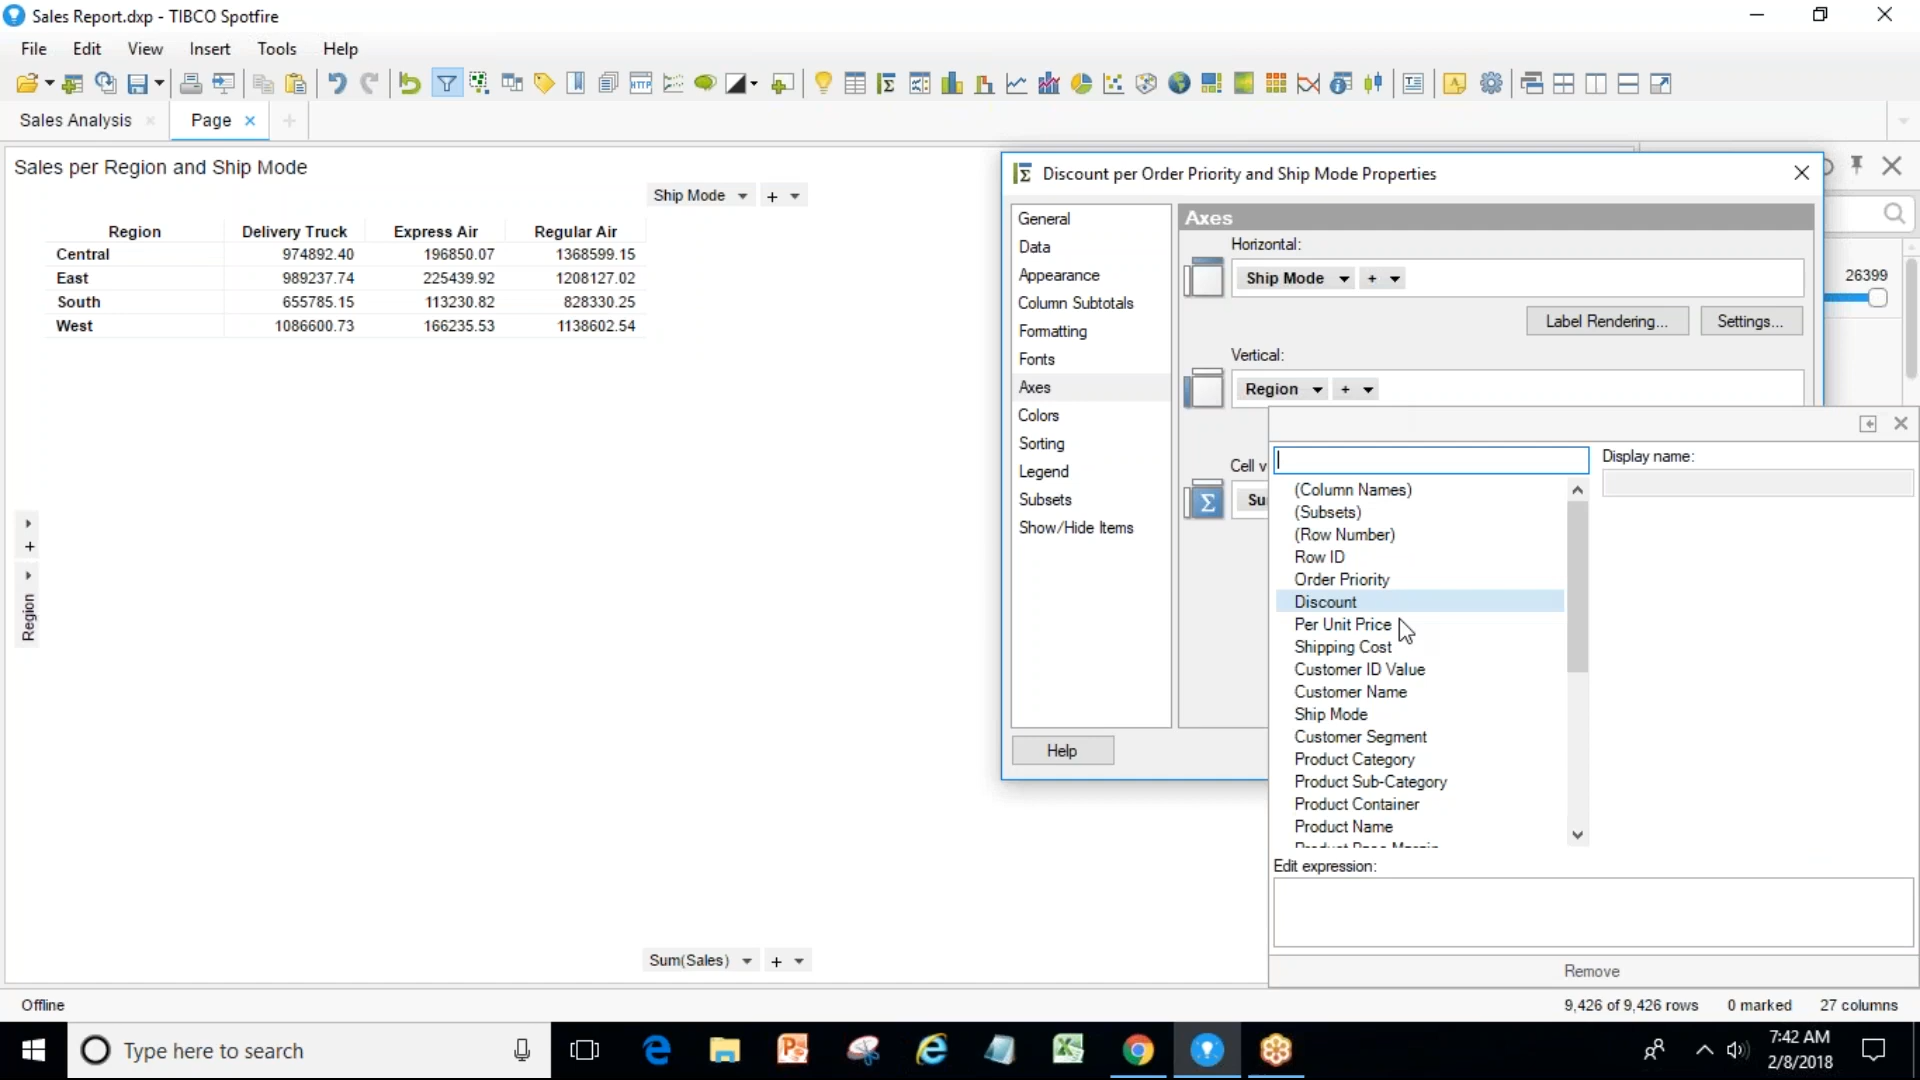 Sales Report.dxp - TIBCO Spotfire
File Edit View Insert Tools Help
HTTP
Sales Analysis
Page
Sales per Region and Ship Mode
Ship Mode
+
Region Delivery Truck Express Air Regular Air
Central 974892.40 196850.07 1368599.15
East 989237.74 225439.92 1208127.02
South 655785.15 113230.82 828330.25
West 1086600.73 166235.53 1138602.54
+
Region
Sum(Sales)
+
Discount per Order Priority and Ship Mode Properties
General
Data
Appearance
Column Subtotals
Formatting
Fonts
Axes
Colors
Sorting
Legend
Subsets
Show/Hide Items
Help
Axes
Horizontal:
Ship Mode
+
Label Rendering...
Settings...
Vertical:
Region
+
Cell v
Σ
Su
26399
Display name:
(Column Names)
(Subsets)
(Row Number)
Row ID
Order Priority
Discount
Per Unit Price
Shipping Cost
Customer ID Value
Customer Name
Ship Mode
Customer Segment
Product Category
Product Sub-Category
Product Container
Product Name
Edit expression:
Remove
Offline
9,426 of 9,426 rows 0 marked 27 columns
Type here to search
7:42 AM
2/8/2018